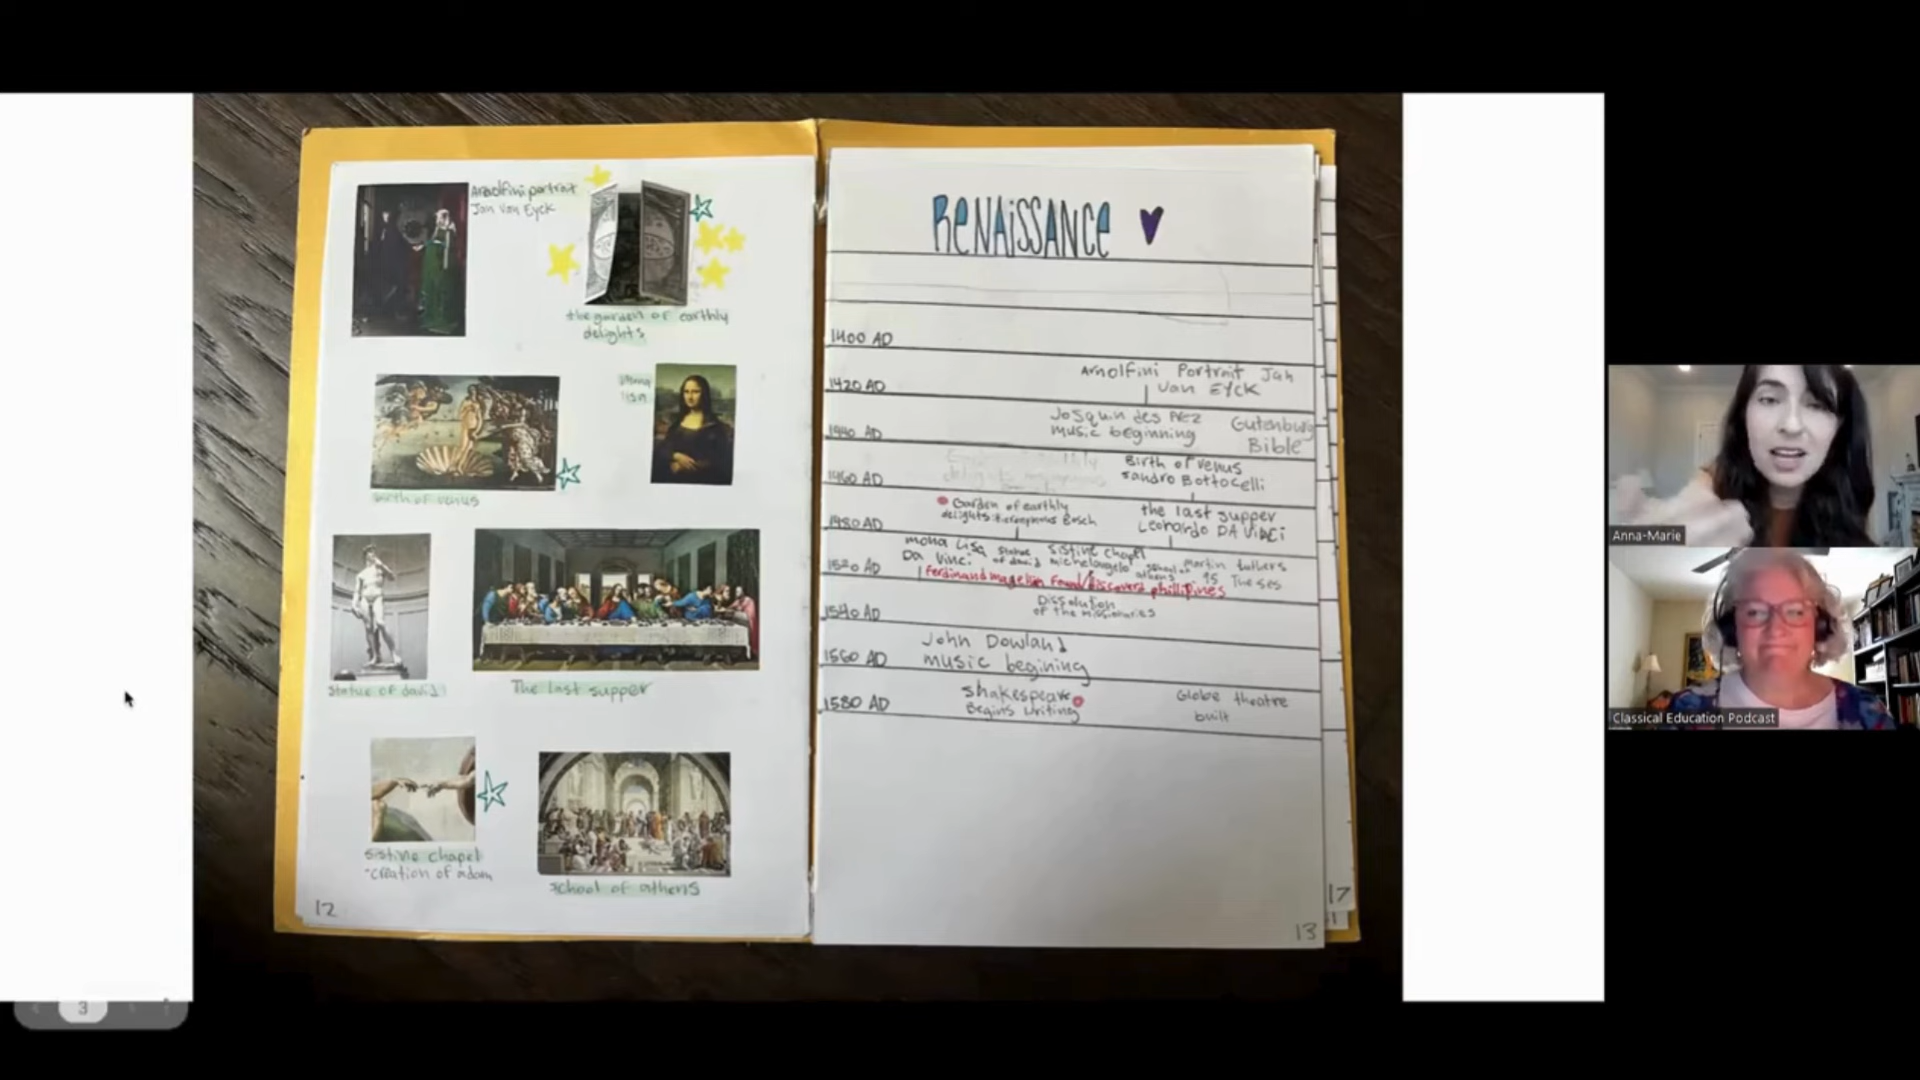 Arnolfini portrait
Jan Van Eyck
the garden of earthly
delights
mona
lisa
Birth of venus
Statue of david
The last supper
sistine chapel
-creation of adam
school of athens
12
RENAISSANCE
1400 AD
Arnolfini Portrait Jan
Van EYCK
1420 AD
Josquin des
music beginning
Gutenburg
Bible
1440 AD
Birth of venus
Sandro Bottocelli
1460 AD
Garden of earthly
delights: Hieronymous Bosch
the last supper
Leonardo DA VINCI
1480 AD
mona Lisa
Da Vinci
statue
of david
Sistine chapel
michelangelo
school of
athens
martin luthers
95 Theses
1520 AD
ferdinand magellan found/discovers phillipines
Dissolution
of the
1540 AD
John Dowland
music begining
1560 AD
Shakespeare
Begins writing
Globe theatre
built
1580 AD
13
17
Anna-Marie
Classical Education Podcast
3